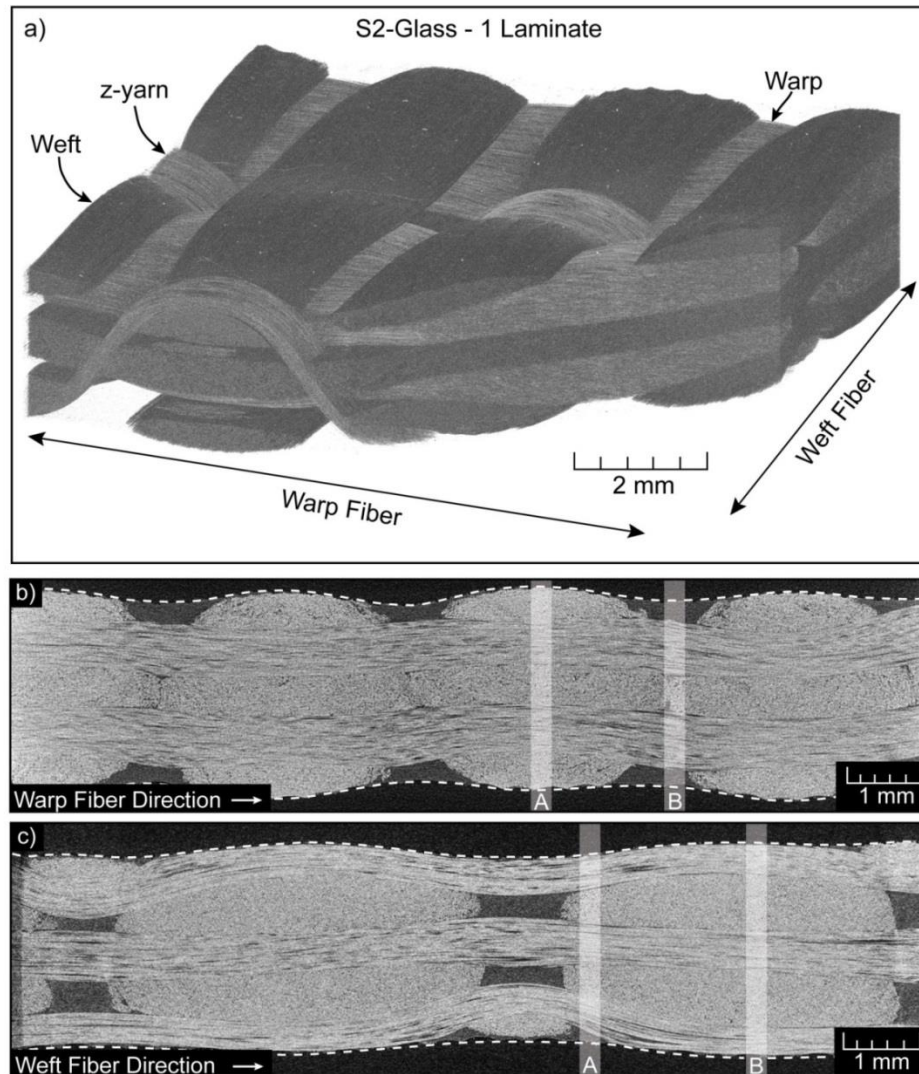 a)
S2-Glass - 1 Laminate
z-yarn
Warp
Weft
2 mm
Warp Fiber
Weft Fiber
b)
A
B
Warp Fiber Direction →
1 mm
c)
A
B
Weft Fiber Direction →
1 mm